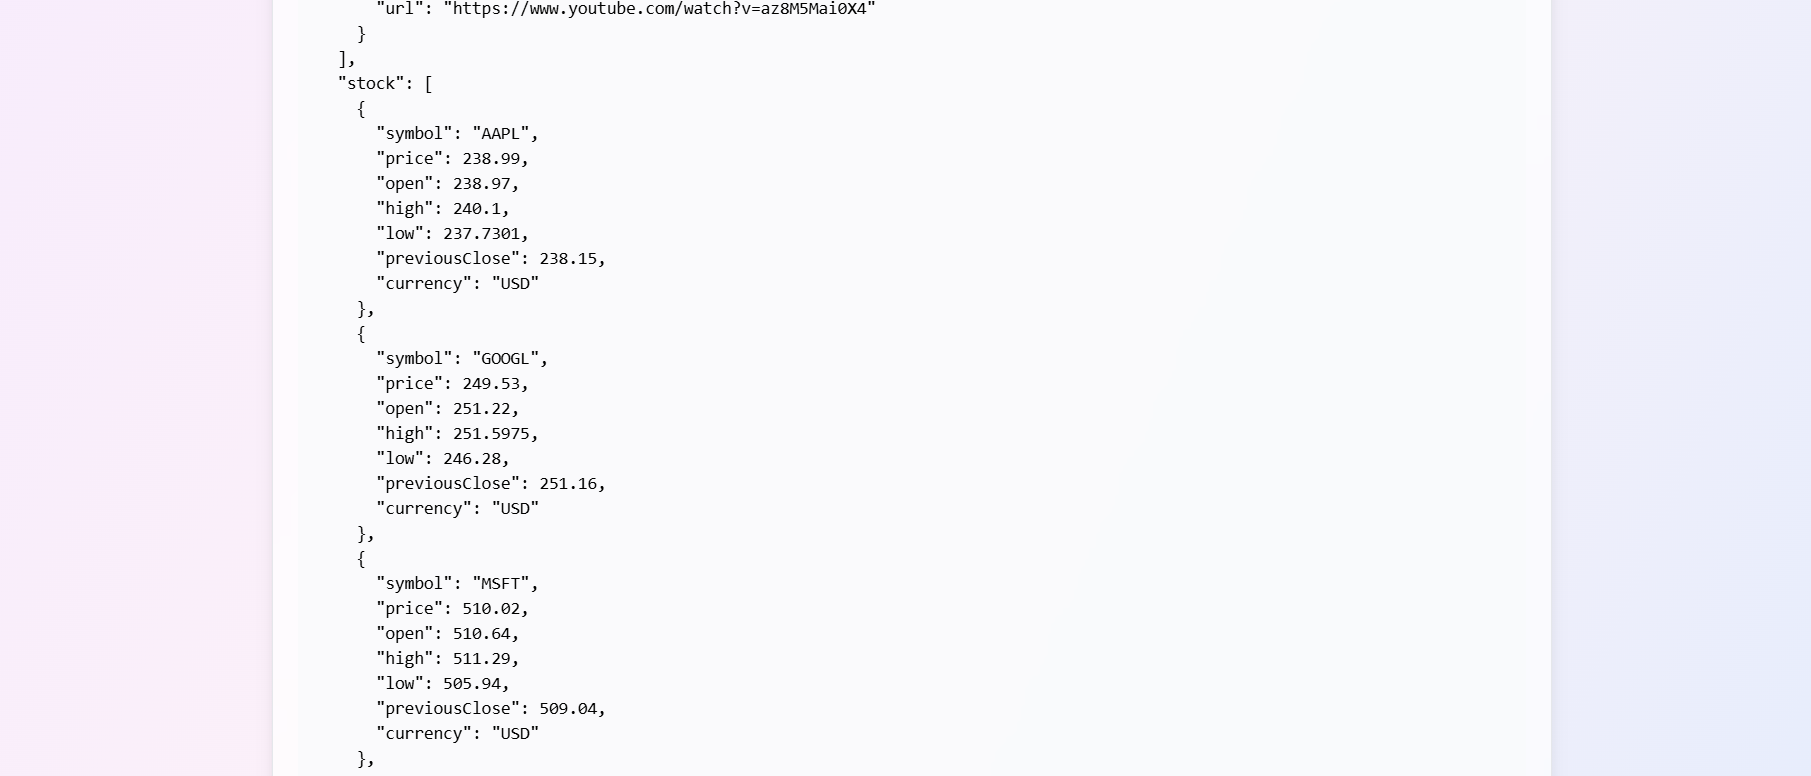 "url": "https://www.youtube.com/watch?v=az8M5Mai0X4"
}
],
"stock": [
{
"symbol": "AAPL",
"price": 238.99,
"open": 238.97,
"high": 240.1,
"low": 237.7301,
"previousClose": 238.15,
"currency": "USD"
},
{
"symbol": "GOOGL",
"price": 249.53,
"open": 251.22,
"high": 251.5975,
"low": 246.28,
"previousClose": 251.16,
"currency": "USD"
},
{
"symbol": "MSFT",
"price": 510.02,
"open": 510.64,
"high": 511.29,
"low": 505.94,
"previousClose": 509.04,
"currency": "USD"
},